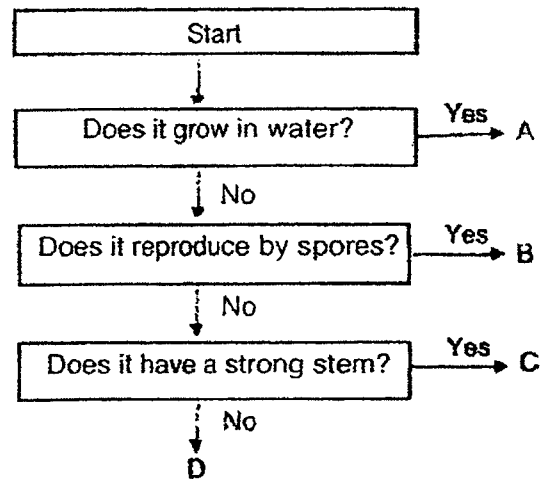 Start
Does it grow in water?
Yes
A
No
Does it reproduce by spores?
Yes
B
No
Does it have a strong stem?
Yes
C
No
D